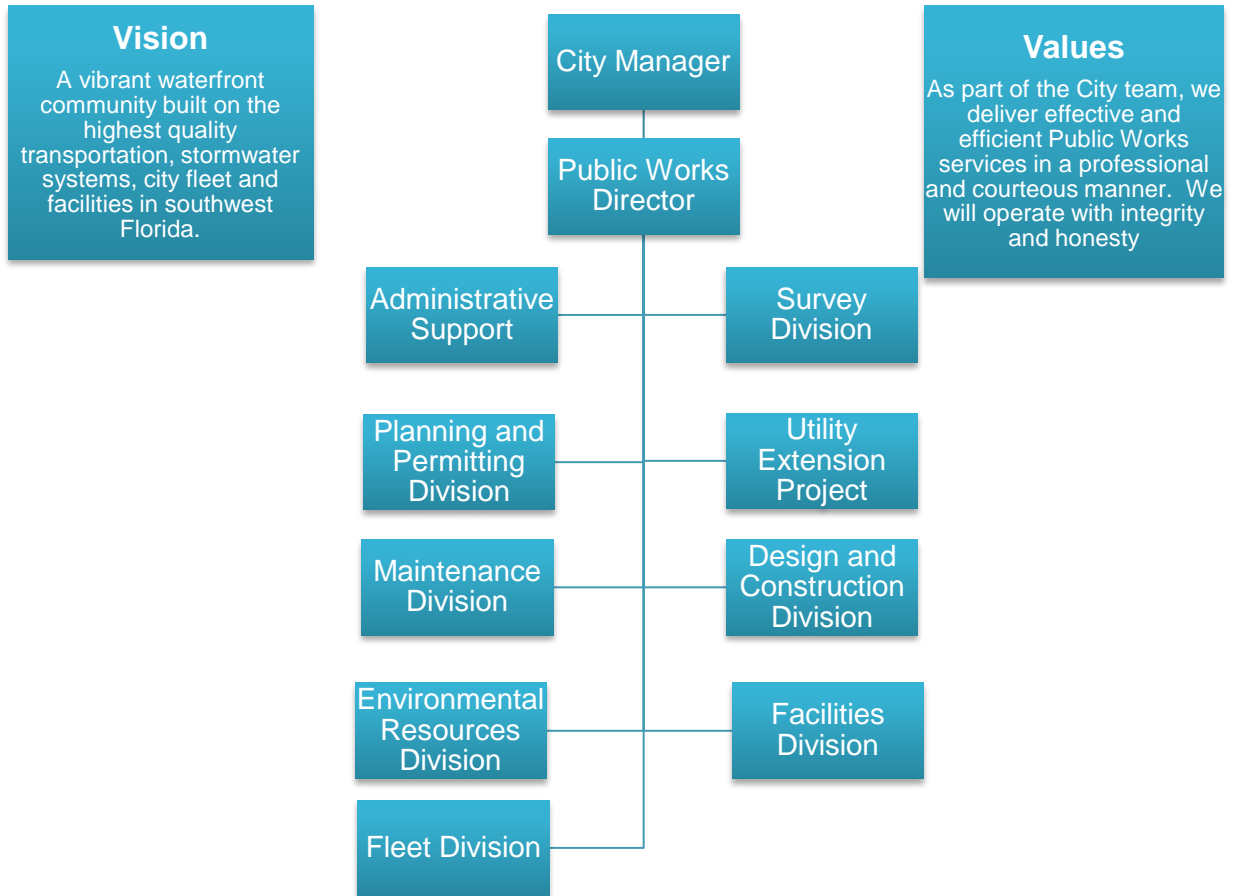 Vision
A vibrant waterfront
community built on the
highest quality
transportation, stormwater
systems, city fleet and
facilities in southwest
Florida.
City Manager
Values
As part of the City team, we
deliver effective and
efficient Public Works
services in a professional
and courteous manner.  We
will operate with integrity
and honesty
Public Works
Director
Administrative
Support
Survey
Division
Planning and
Permitting
Division
Utility
Extension
Project
Maintenance
Division
Design and
Construction
Division
Environmental
Resources
Division
Facilities
Division
Fleet Division